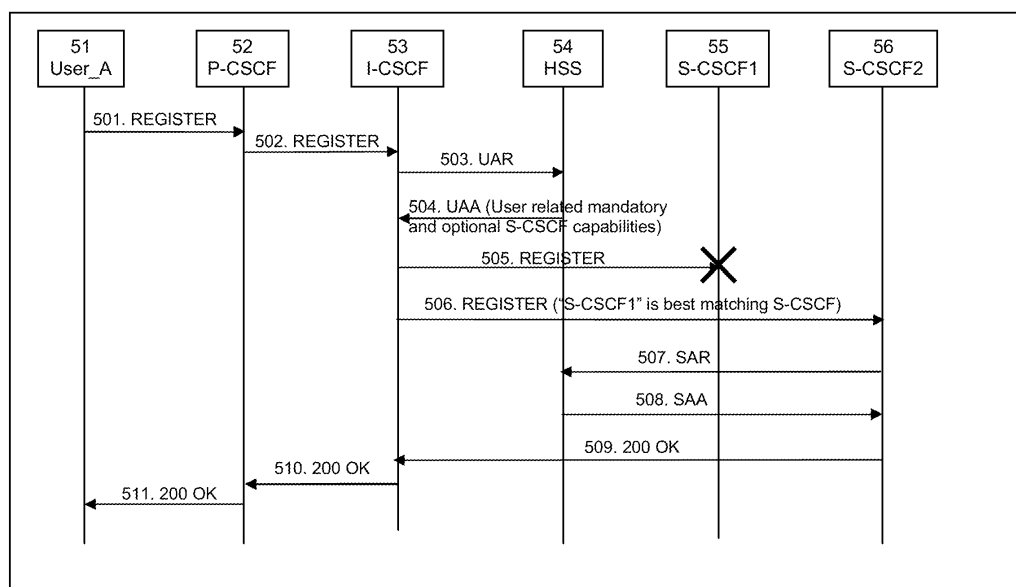 51
User_A
52
P-CSCF
53
I-CSCF
54
HSS
55
S-CSCF1
56
S-CSCF2
501. REGISTER
502. REGISTER
503. UAR
504. UAA (User related mandatory
and optional S-CSCF capabilities)
505. REGISTER
506. REGISTER ("S-CSCF1" is best matching S-CSCF)
507. SAR
508. SAA
509. 200 OK
510. 200 OK
511. 200 OK